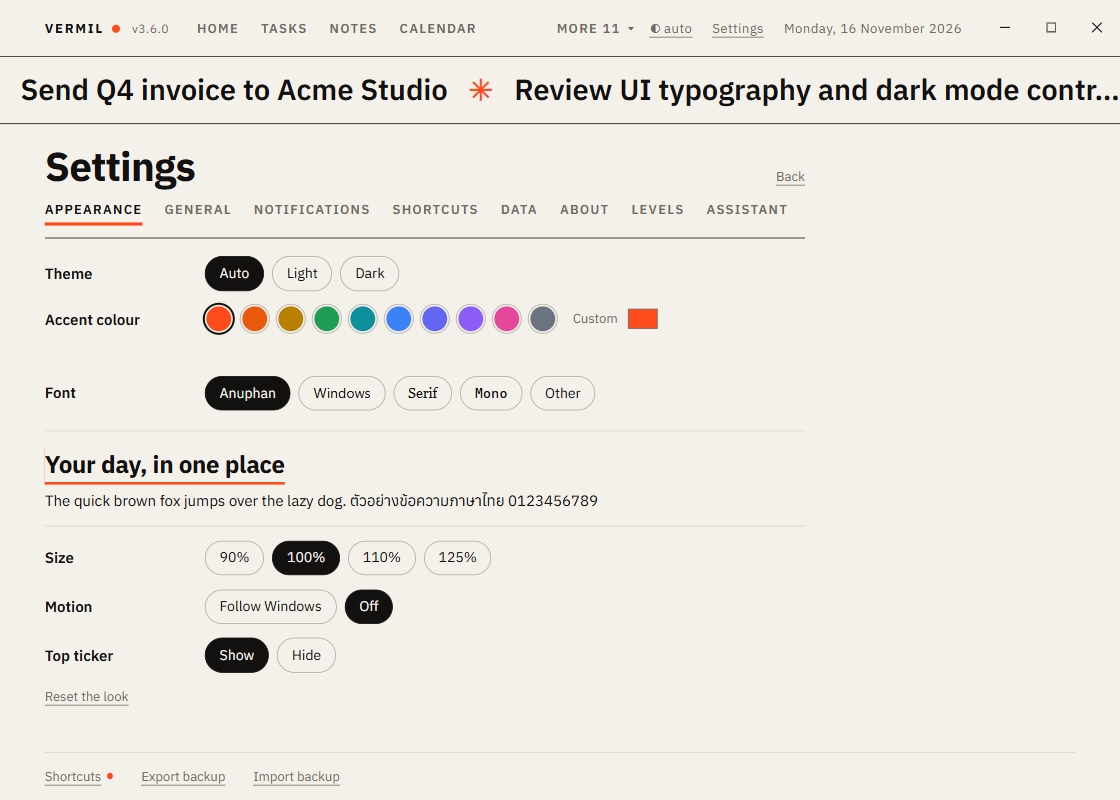 VERMIL v3.6.0 HOME TASKS NOTES CALENDAR MORE 11 auto Settings Monday, 16 November 2026
Send Q4 invoice to Acme Studio ✳ Review UI typography and dark mode contr...
Settings
Back
APPEARANCE GENERAL NOTIFICATIONS SHORTCUTS DATA ABOUT LEVELS ASSISTANT
Theme Auto Light Dark
Accent colour Custom
Font Anuphan Windows Serif Mono Other
Your day, in one place
The quick brown fox jumps over the lazy dog. ตัวอย่างข้อความภาษาไทย 0123456789
Size 90% 100% 110% 125%
Motion Follow Windows Off
Top ticker Show Hide
Reset the look
Shortcuts Export backup Import backup